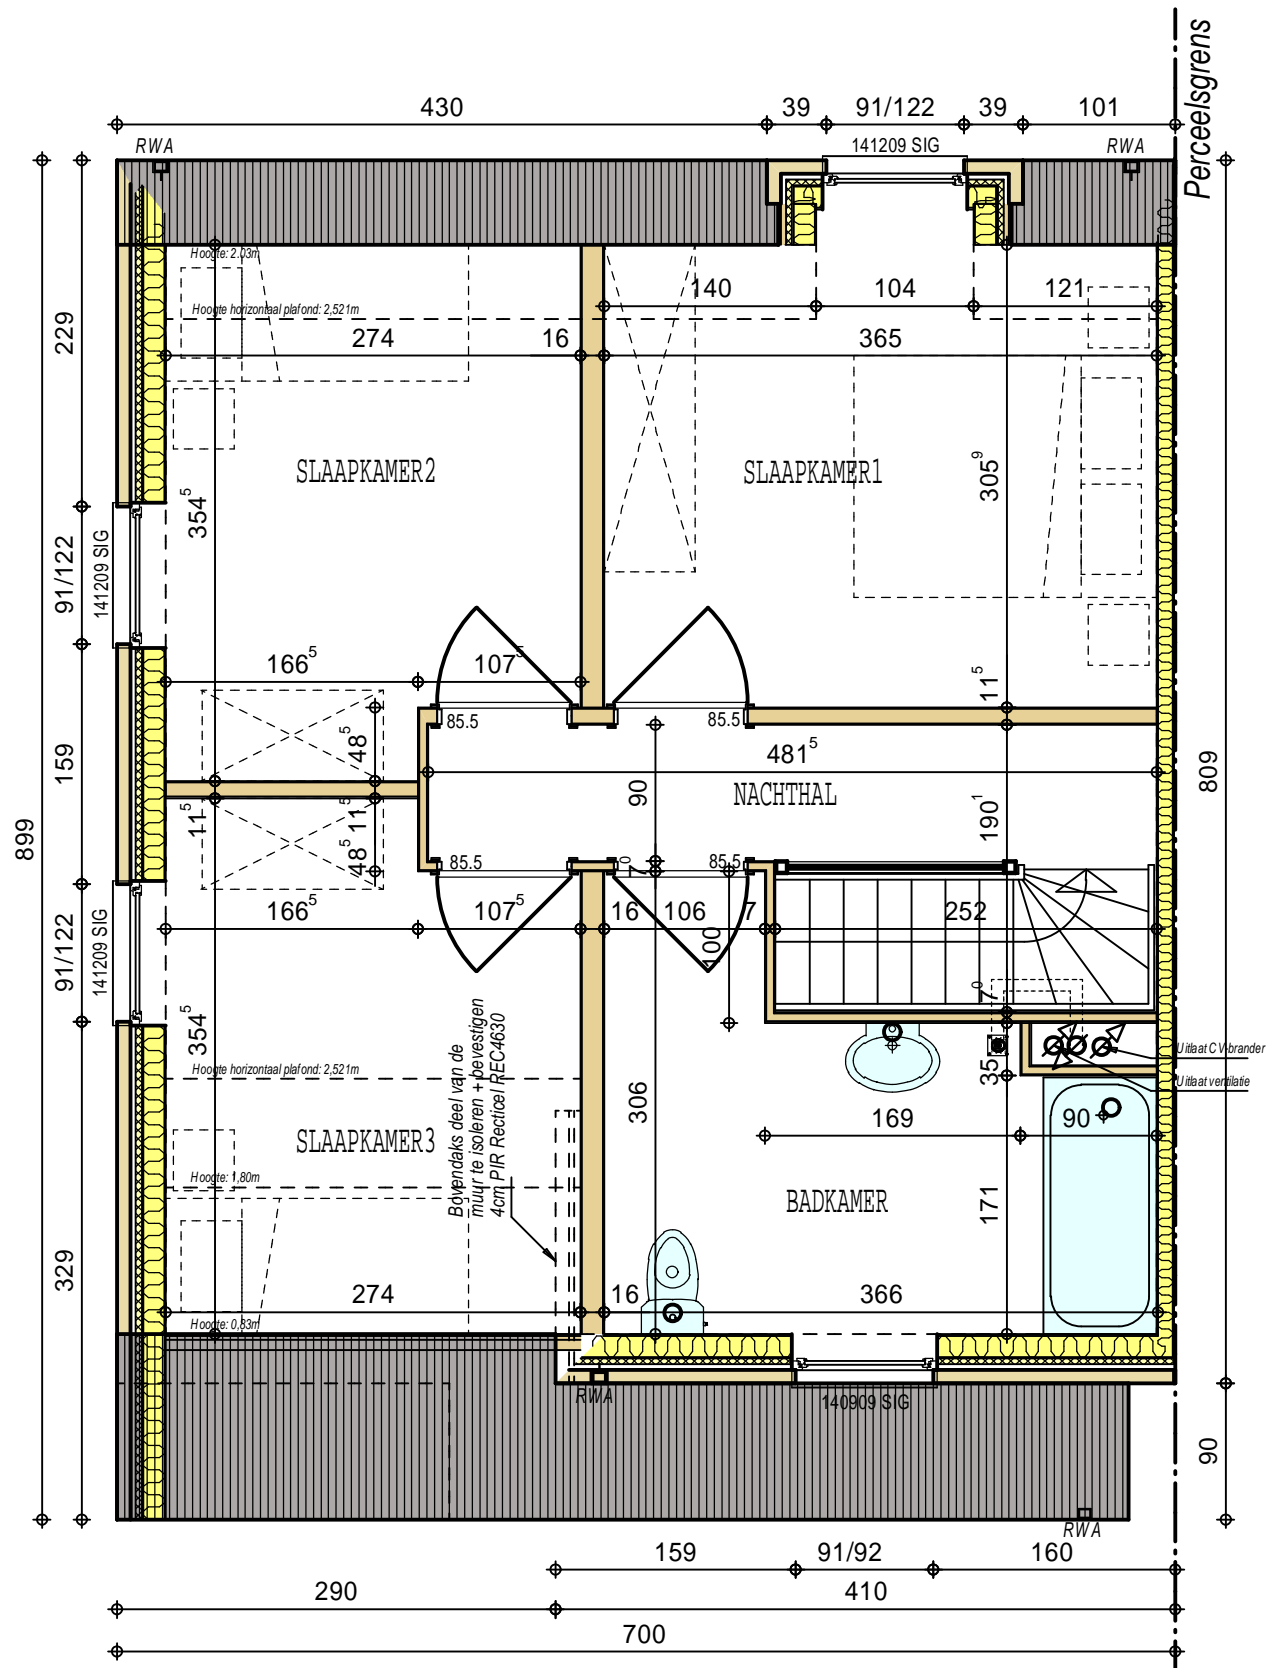 Perceelsgrens
430
39
91/122
39
101
RWA
141209 SIG
RWA
Hoogte: 2.03m
Hoogte horizontaal plafond: 2,521m
140
104
121
274
16
365
229
SLAAPKAMER2
SLAAPKAMER1
354⁵
305⁹
91/122
141209 SIG
166⁵
107⁵
11⁵
85.5
85.5
48⁵
481⁵
159
90
NACHTHAL
809
899
11⁵
11⁵
190¹
48⁵
85.5
7⁰
85.5
166⁵
107⁵
16
106
7
252
100
91/122
141209 SIG
7⁰
354⁵
Bovendaks deel van de
muur te isoleren + bevestigen
4cm PIR Recticel REC4630
Uitlaat CV-brander
Hoogte horizontaal plafond: 2,521m
35
Uitlaat ventilatie
306
169
90
SLAAPKAMER3
Hoogte: 1,80m
BADKAMER
171
329
274
16
366
Hoogte: 0,83m
RWA
140909 SIG
90
RWA
159
91/92
160
290
410
700